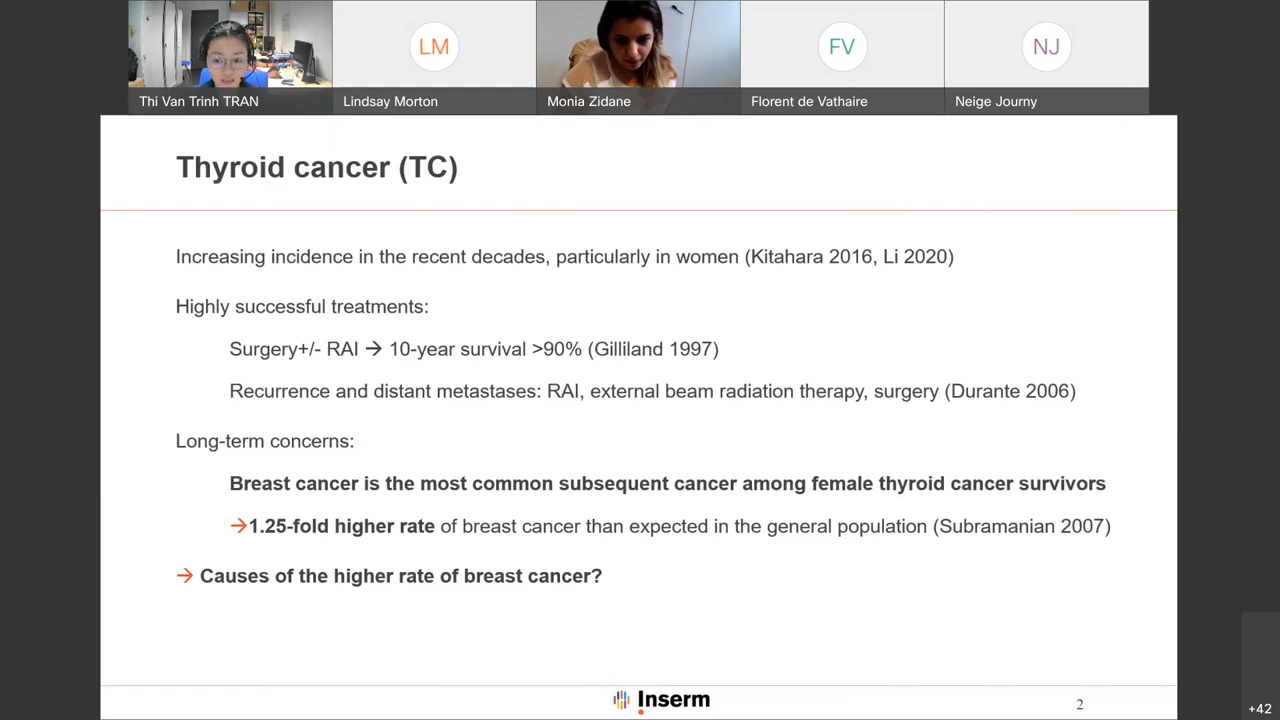 LM
FV
NJ
Thi Van Trinh TRAN
Lindsay Morton
Monia Zidane
Florent de Vathaire
Neige Journy
Thyroid cancer (TC)
Increasing incidence in the recent decades, particularly in women (Kitahara 2016, Li 2020)
Highly successful treatments:
Surgery+/- RAI → 10-year survival >90% (Gilliland 1997)
Recurrence and distant metastases: RAI, external beam radiation therapy, surgery (Durante 2006)
Long-term concerns:
Breast cancer is the most common subsequent cancer among female thyroid cancer survivors
→1.25-fold higher rate of breast cancer than expected in the general population (Subramanian 2007)
→ Causes of the higher rate of breast cancer?
Inserm
2
+42